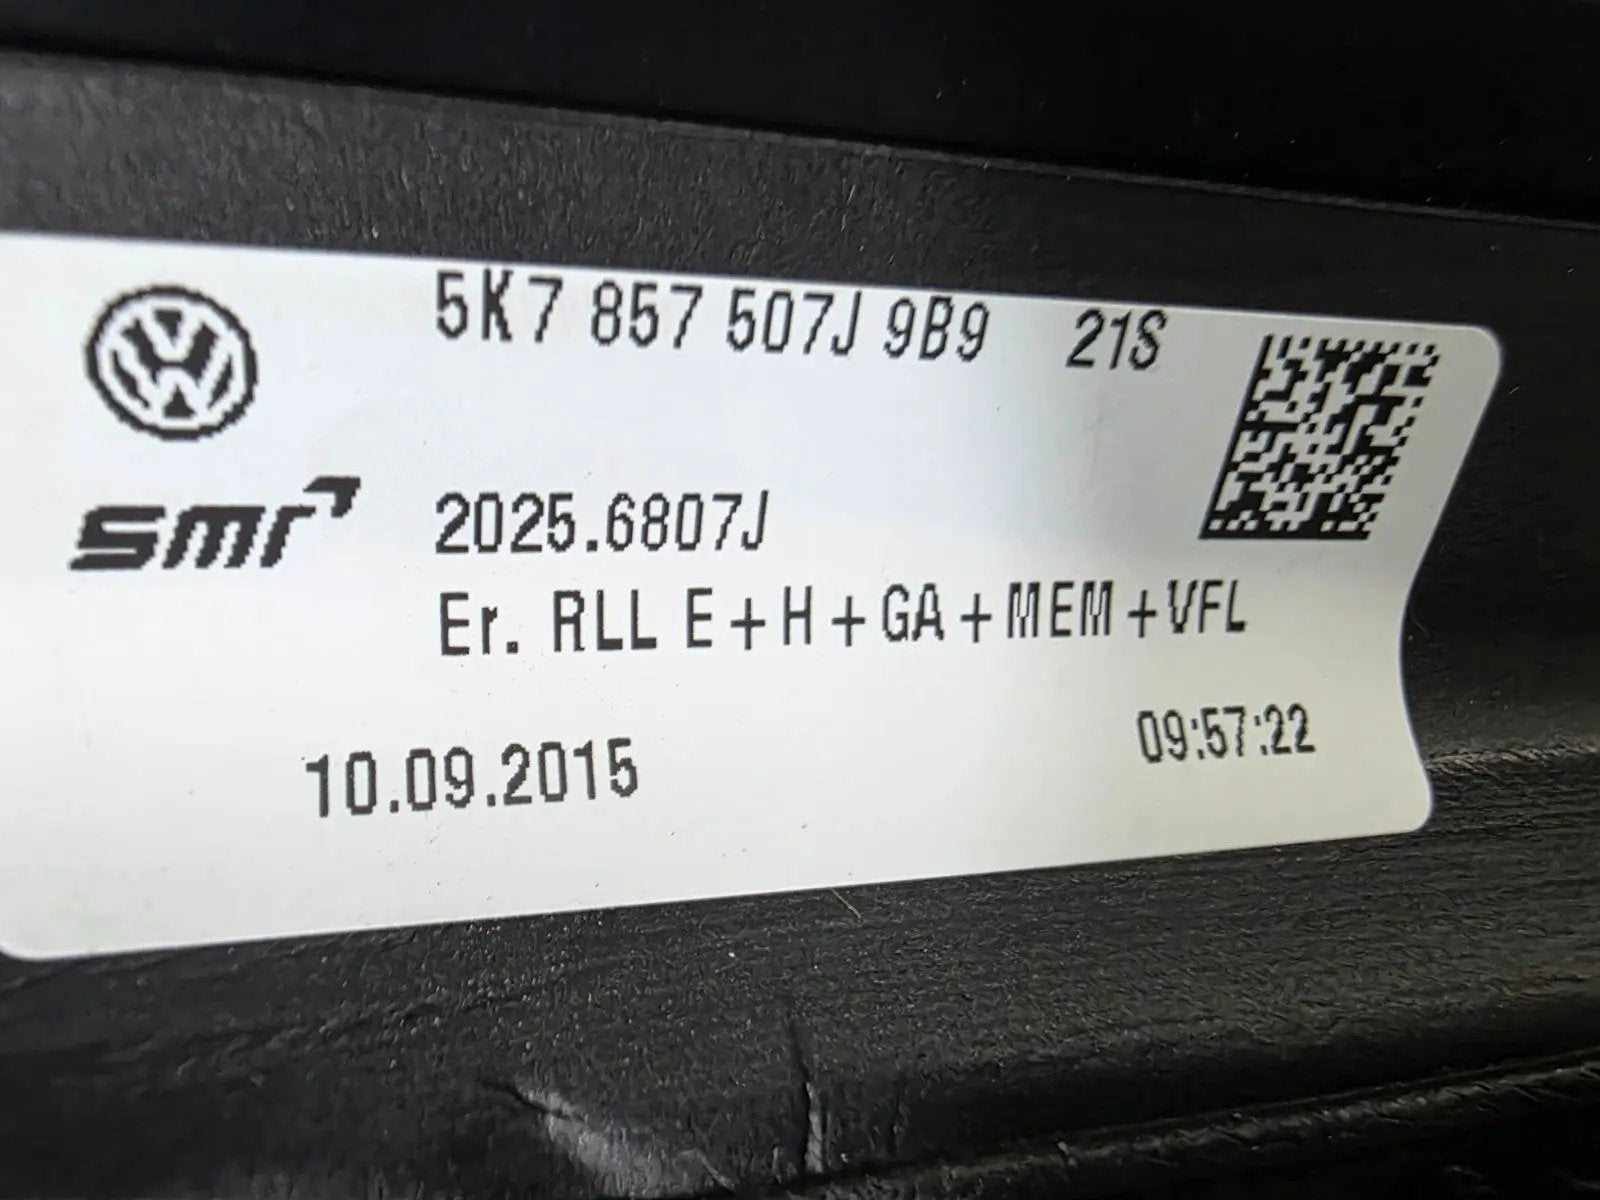 5K7 857 507J 9B9 21S
smr
2025.6807J
Er. RLL E+H+GA+MEM+VFL
10.09.2015 09:57:22